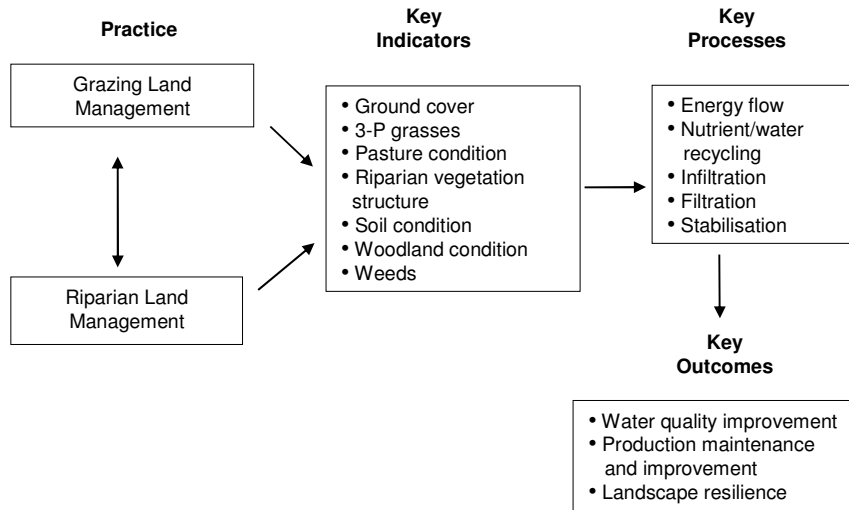 Practice
Grazing Land
Management
Riparian Land
Management
Key
Indicators
• Ground cover
• 3-P grasses
• Pasture condition
• Riparian vegetation
structure
• Soil condition
• Woodland condition
• Weeds
Key
Processes
• Energy flow
• Nutrient/water
recycling
• Infiltration
• Filtration
• Stabilisation
Key
Outcomes
• Water quality improvement
• Production maintenance
and improvement
• Landscape resilience